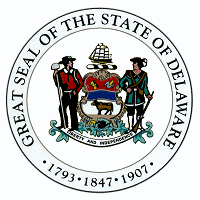 GREAT SEAL OF THE STATE OF DELAWARE
LIBERTY AND INDEPENDENCE
· 1793 · 1847 · 1907 ·